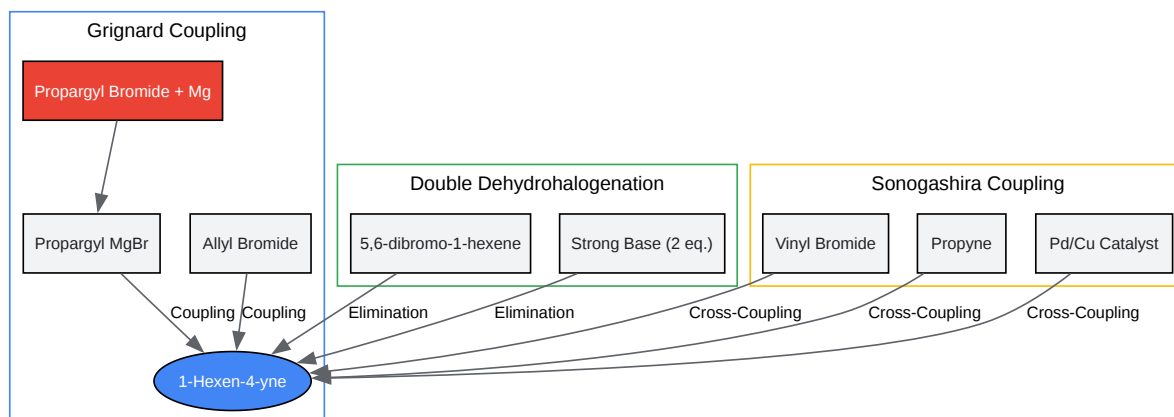 Grignard Coupling
Propargyl Bromide + Mg
Double Dehydrohalogenation
Sonogashira Coupling
Propargyl MgBr
Allyl Bromide
5,6-dibromo-1-hexene
Strong Base (2 eq.)
Vinyl Bromide
Propyne
Pd/Cu Catalyst
Coupling
Coupling
Elimination
Elimination
Cross-Coupling
Cross-Coupling
Cross-Coupling
1-Hexen-4-yne